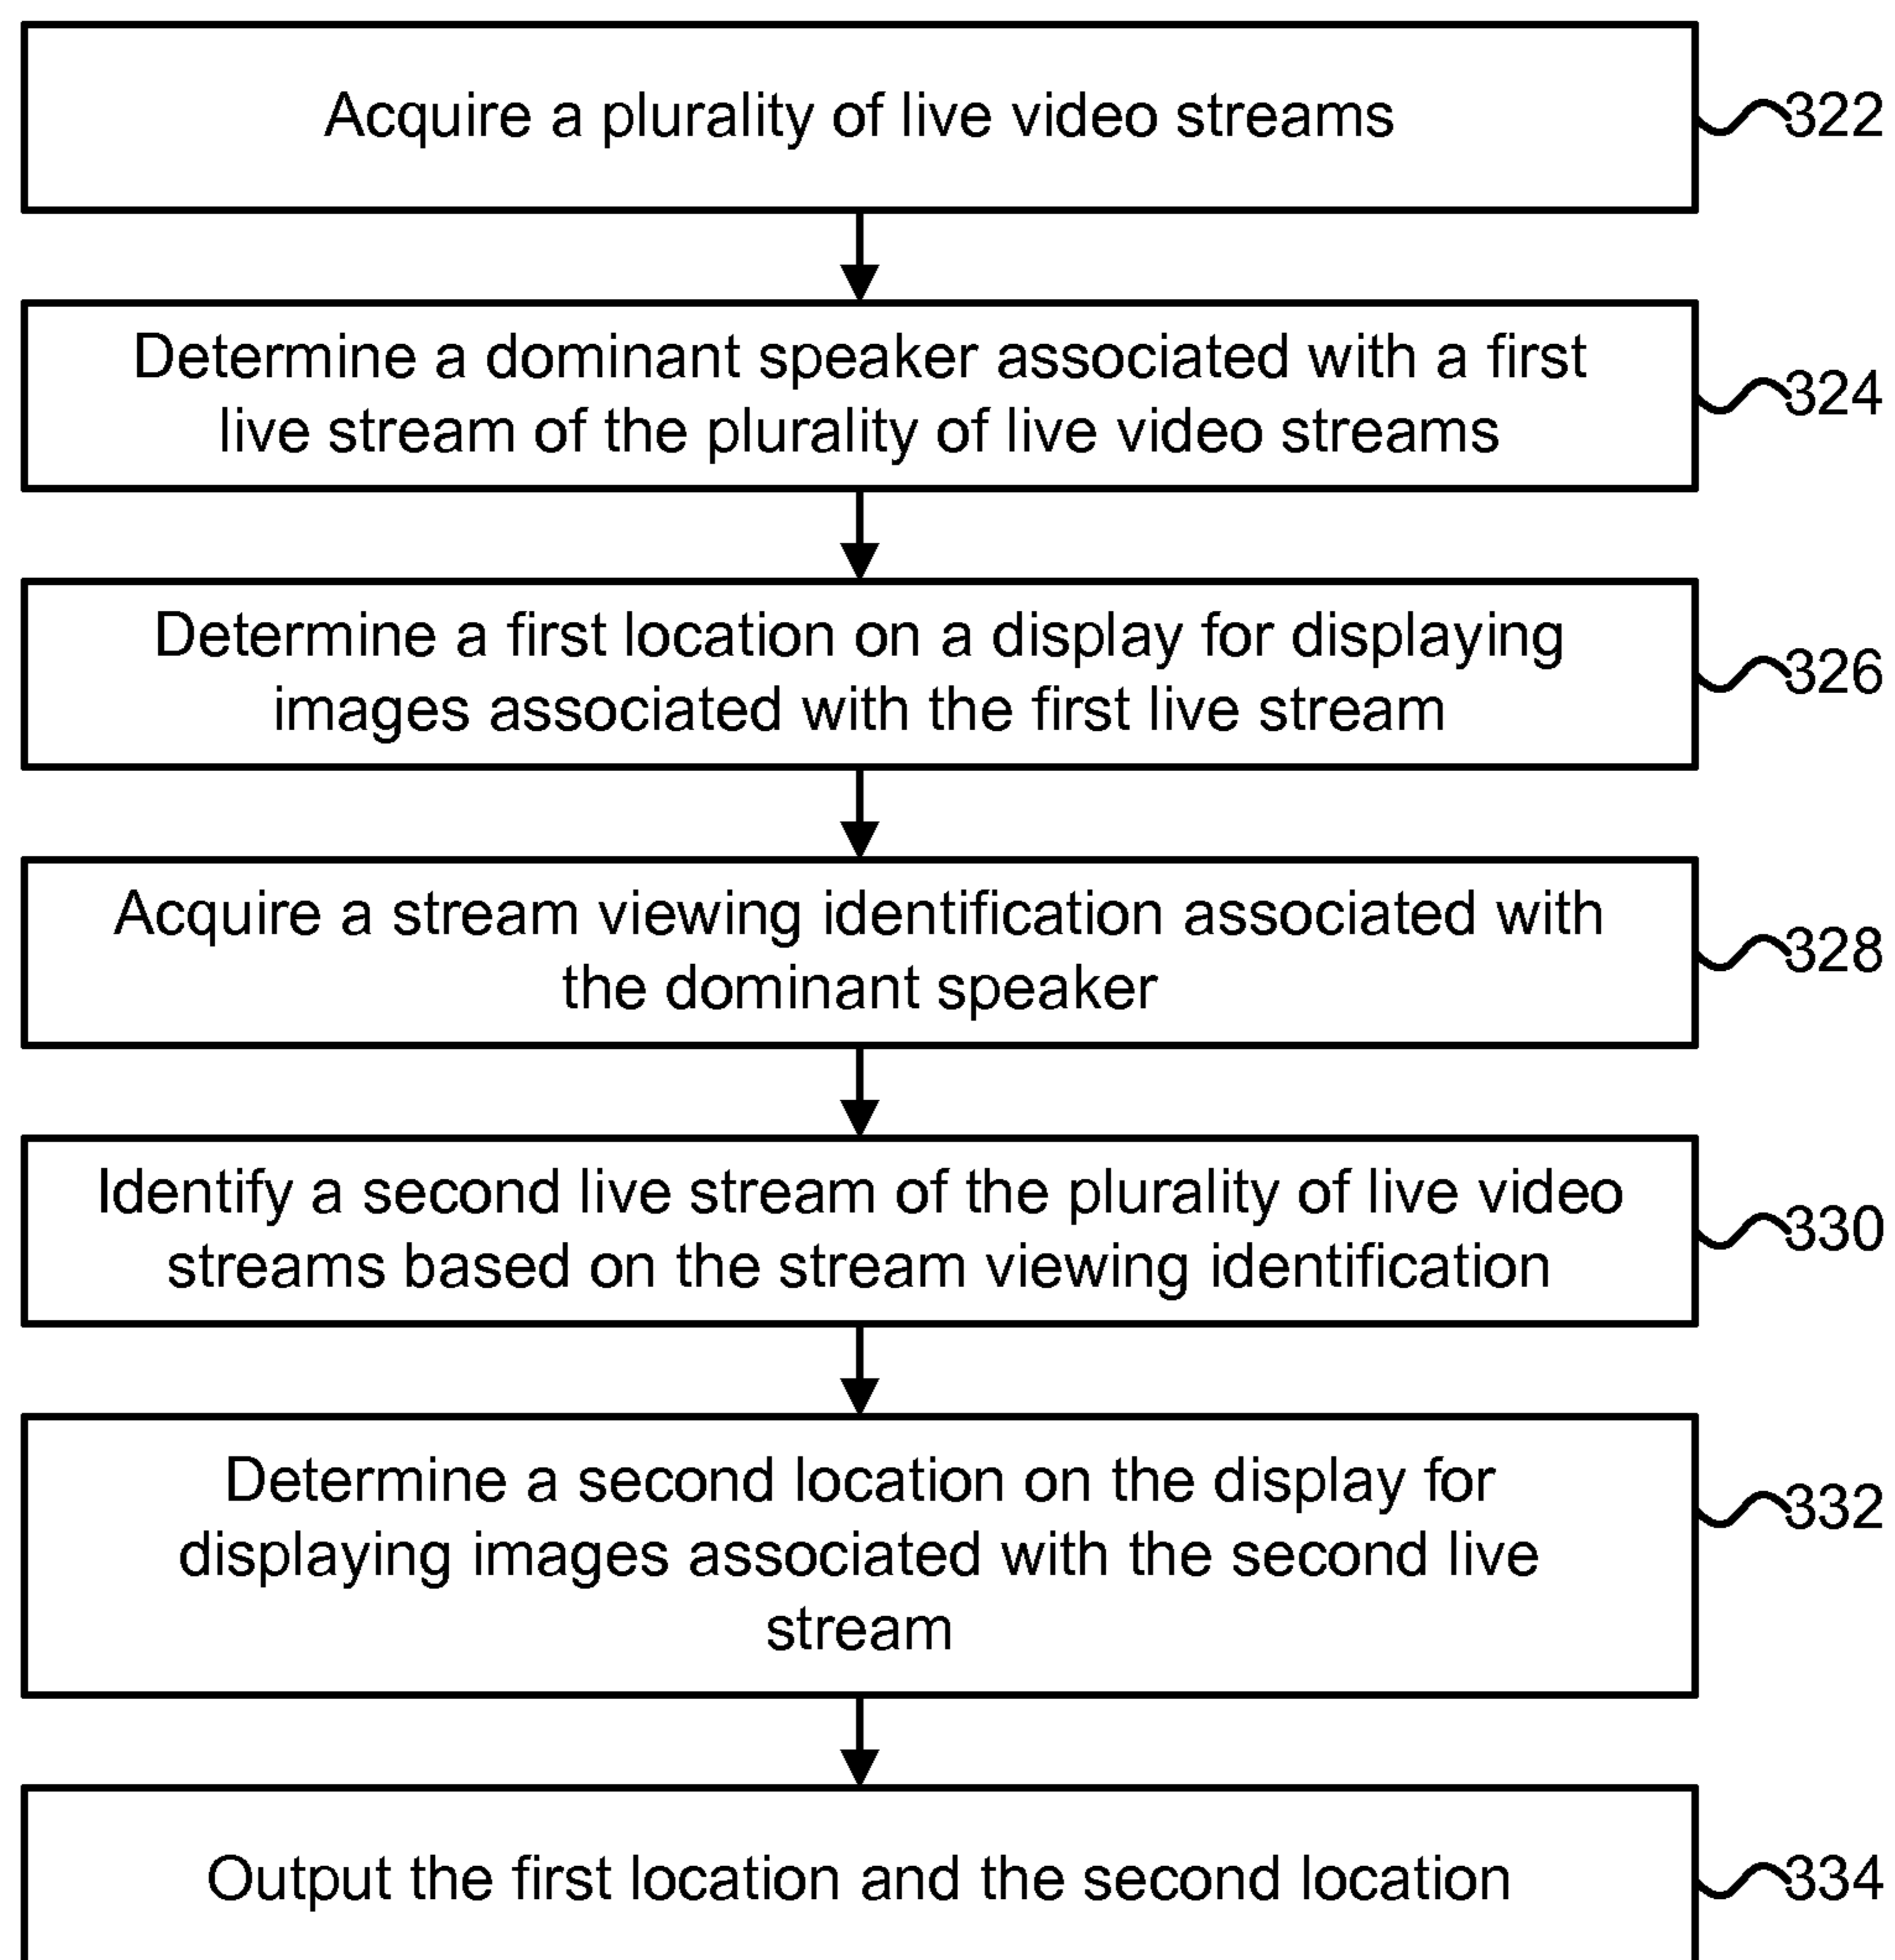 Acquire a plurality of live video streams
322
Determine a dominant speaker associated with a first
live stream of the plurality of live video streams
324
Determine a first location on a display for displaying
images associated with the first live stream
326
Acquire a stream viewing identification associated with
the dominant speaker
328
Identify a second live stream of the plurality of live video
streams based on the stream viewing identification
330
Determine a second location on the display for
displaying images associated with the second live
stream
332
Output the first location and the second location
334